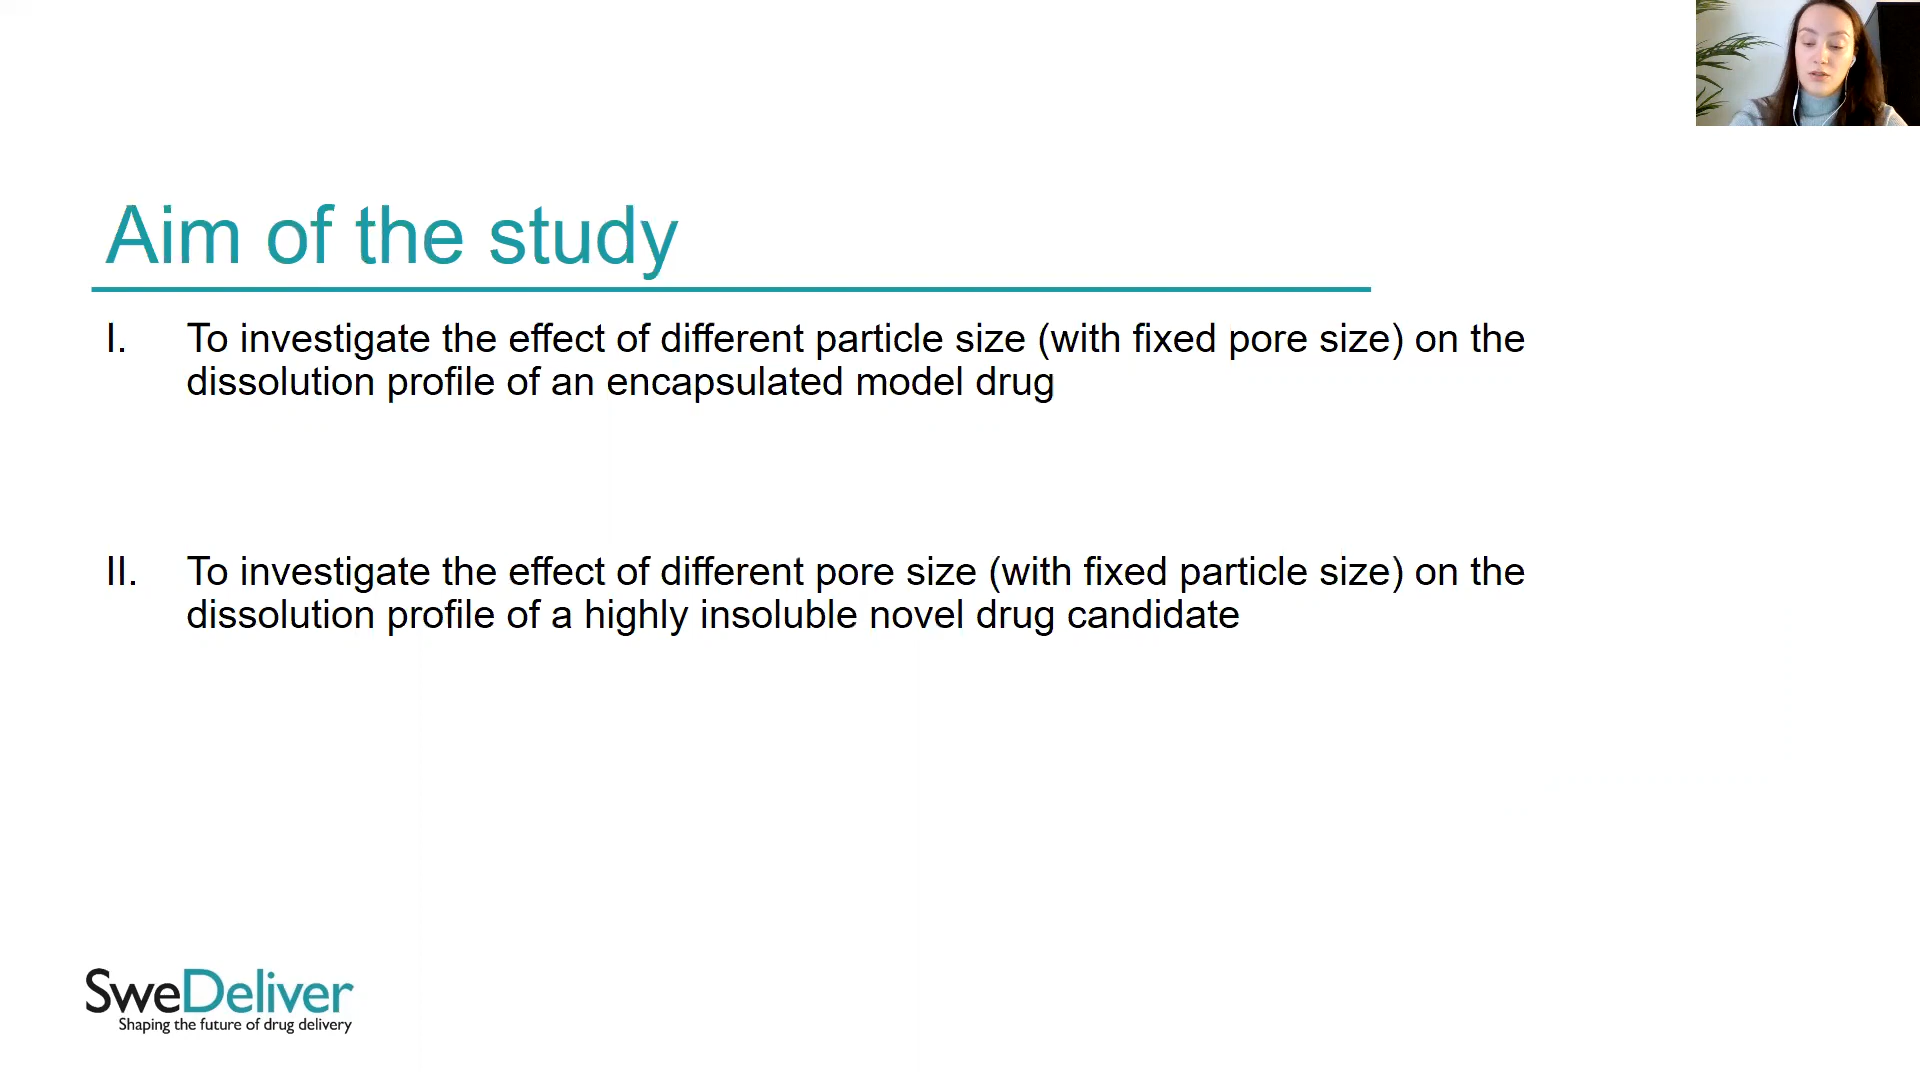 Aim of the study
I. To investigate the effect of different particle size (with fixed pore size) on the
dissolution profile of an encapsulated model drug
II. To investigate the effect of different pore size (with fixed particle size) on the
dissolution profile of a highly insoluble novel drug candidate
SweDeliver
Shaping the future of drug delivery